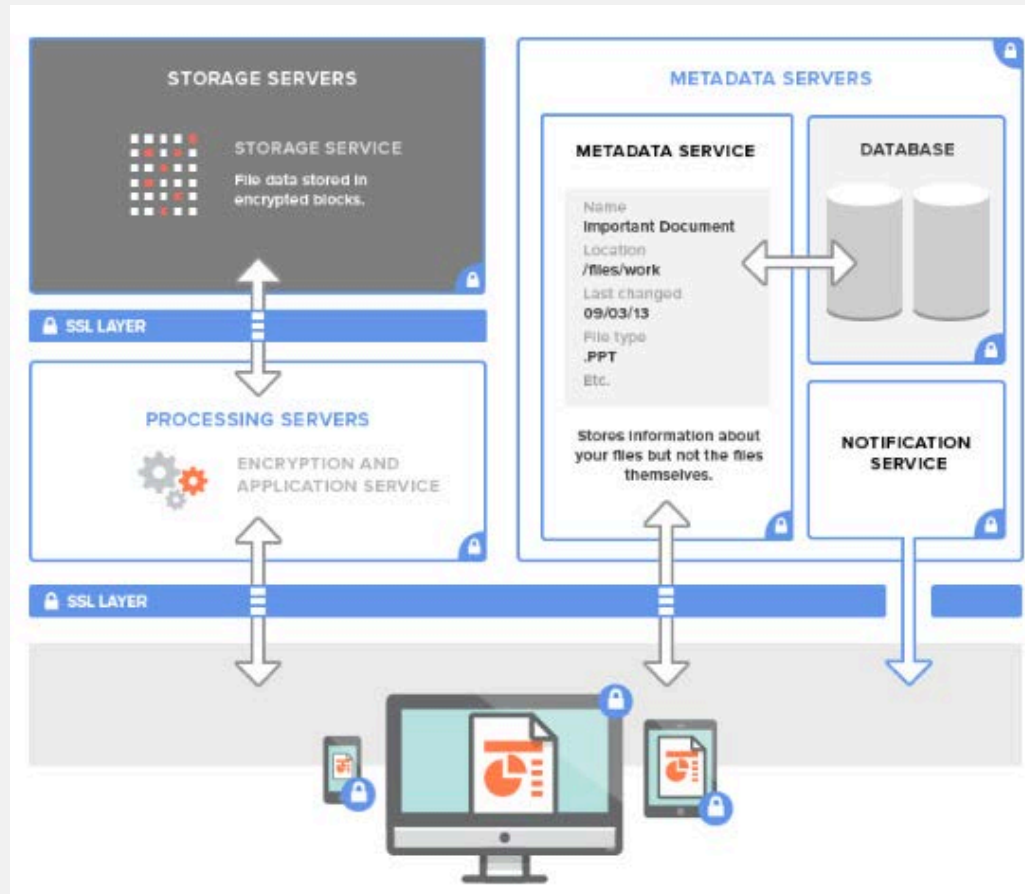 STORAGE SERVERS
STORAGE SERVICE
File data stored in
encrypted blocks.
SSL LAYER
PROCESSING SERVERS
ENCRYPTION AND
APPLICATION SERVICE
METADATA SERVERS
METADATA SERVICE
Name
Important Document
Location
/files/work
Last changed
09/03/13
File type
.PPT
Etc.
Stores information about
your files but not the files
themselves.
DATABASE
NOTIFICATION
SERVICE
SSL LAYER